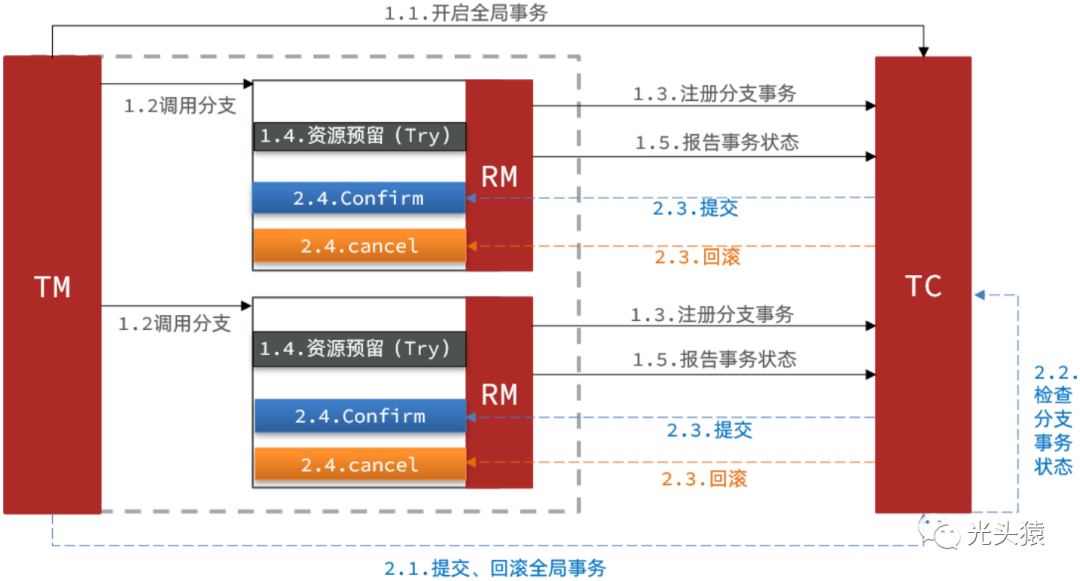 1.1.开启全局事务
TM
1.2调用分支
1.4.资源预留（Try）
2.4.Confirm
2.4.cancel
RM
1.3.注册分支事务
1.5.报告事务状态
2.3.提交
2.3.回滚
1.2调用分支
1.4.资源预留（Try）
2.4.Confirm
2.4.cancel
RM
1.3.注册分支事务
1.5.报告事务状态
2.3.提交
2.3.回滚
TC
2.2.
检查
分支
事务
状态
2.1.提交、回滚全局事务
光头猿